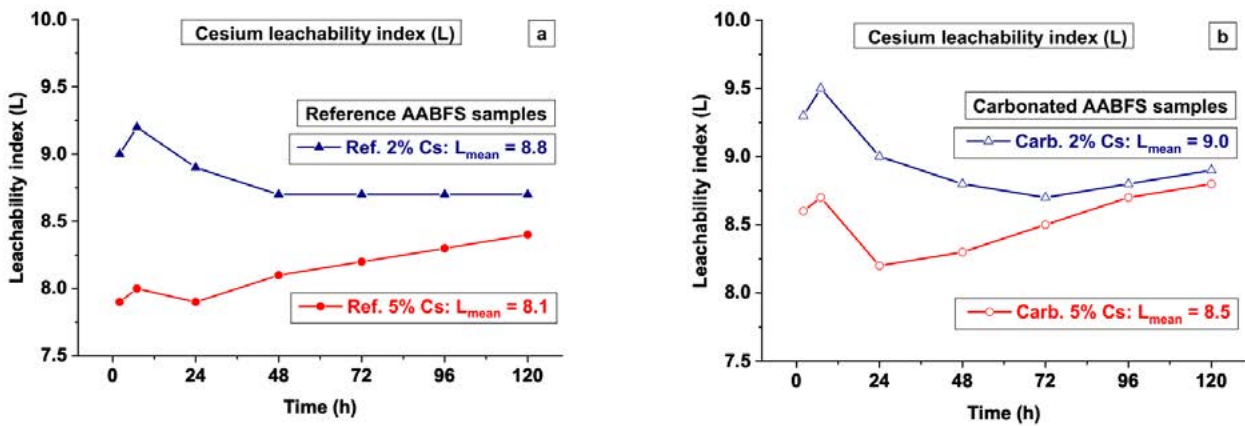 Cesium leachability index (L)
a
Reference AABFS samples
Ref. 2% Cs: Lmean = 8.8
Ref. 5% Cs: Lmean = 8.1
Leachability index (L)
10.0
9.5
9.0
8.5
8.0
7.5
0 24 48 72 96 120
Time (h)
Cesium leachability index (L)
b
Carbonated AABFS samples
Carb. 2% Cs: Lmean = 9.0
Carb. 5% Cs: Lmean = 8.5
Leachability index (L)
10.0
9.5
9.0
8.5
8.0
7.5
0 24 48 72 96 120
Time (h)